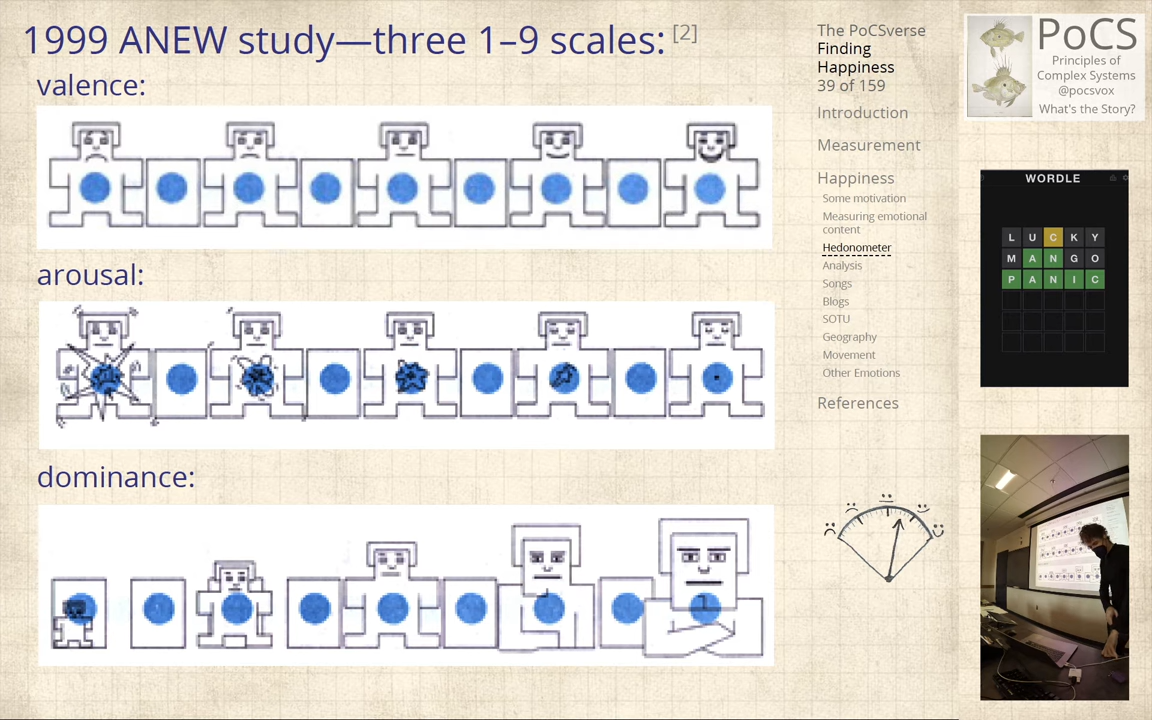 1999 ANEW study—three 1–9 scales: [2]
valence:
arousal:
dominance:
The PoCSverse
Finding
Happiness
39 of 159
Introduction
Measurement
Happiness
Some motivation
Measuring emotional
content
Hedonometer
Analysis
Songs
Blogs
SOTU
Geography
Movement
Other Emotions
References
PoCS
Principles of
Complex Systems
@pocsvox
What's the Story?
WORDLE
L U C K Y
M A N G O
P A N I C